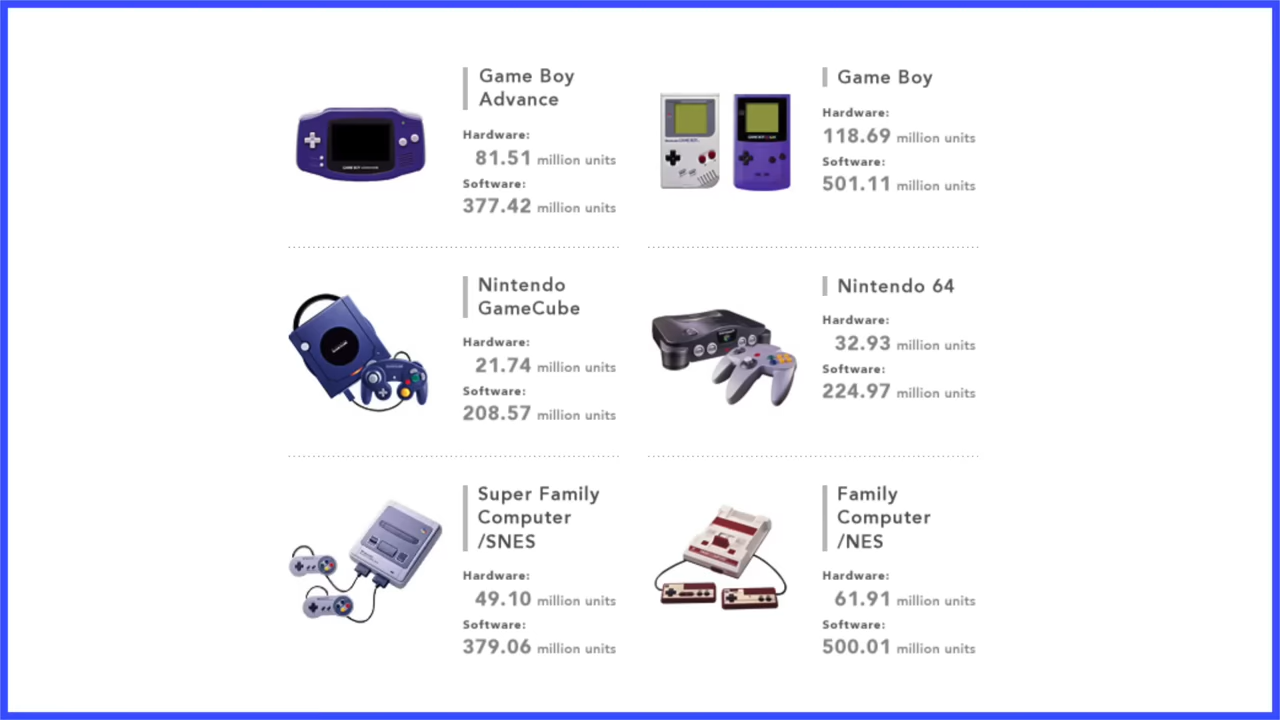 Game Boy
Advance
Hardware:
81.51 million units
Software:
377.42 million units
Game Boy
Hardware:
118.69 million units
Software:
501.11 million units
Nintendo
GameCube
Hardware:
21.74 million units
Software:
208.57 million units
Nintendo 64
Hardware:
32.93 million units
Software:
224.97 million units
Super Family
Computer
/SNES
Hardware:
49.10 million units
Software:
379.06 million units
Family
Computer
/NES
Hardware:
61.91 million units
Software:
500.01 million units